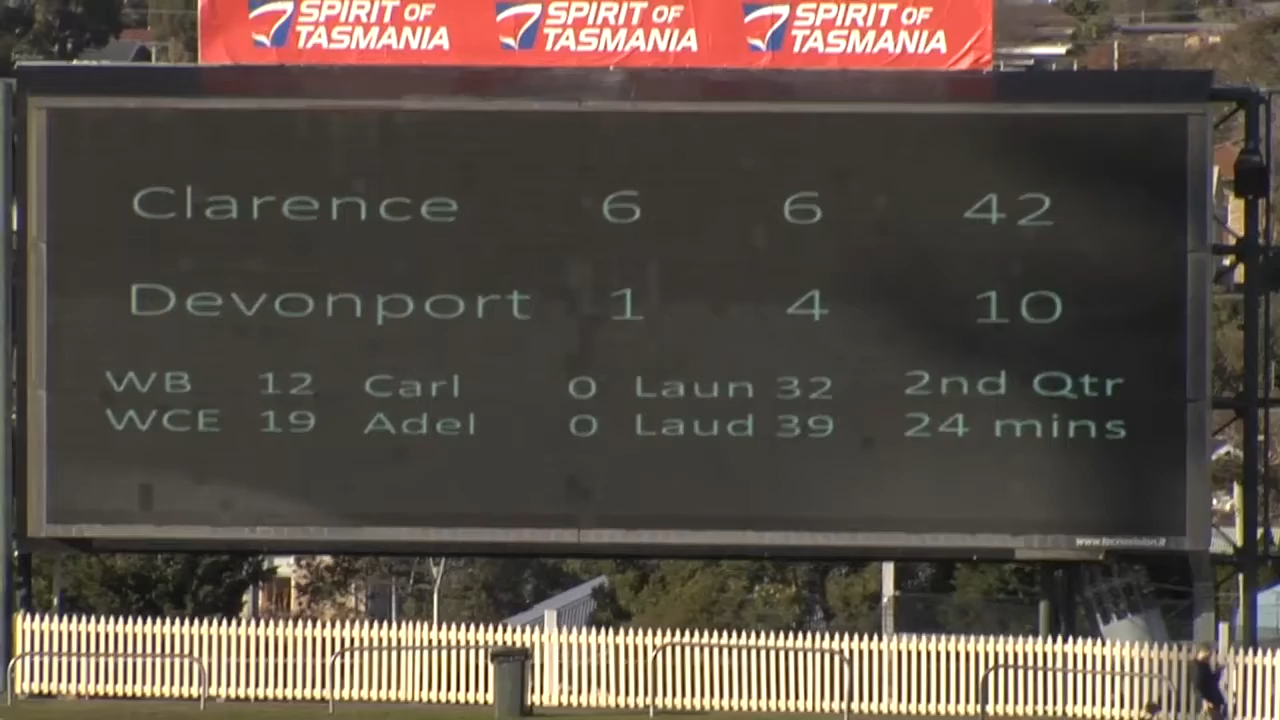 SPIRIT OF TASMANIA SPIRIT OF TASMANIA SPIRIT OF TASMANIA
Clarence 6 6 42
Devonport 1 4 10
WB 12 Carl 0 Laun 32 2nd Qtr
WCE 19 Adel 0 Laud 39 24 mins